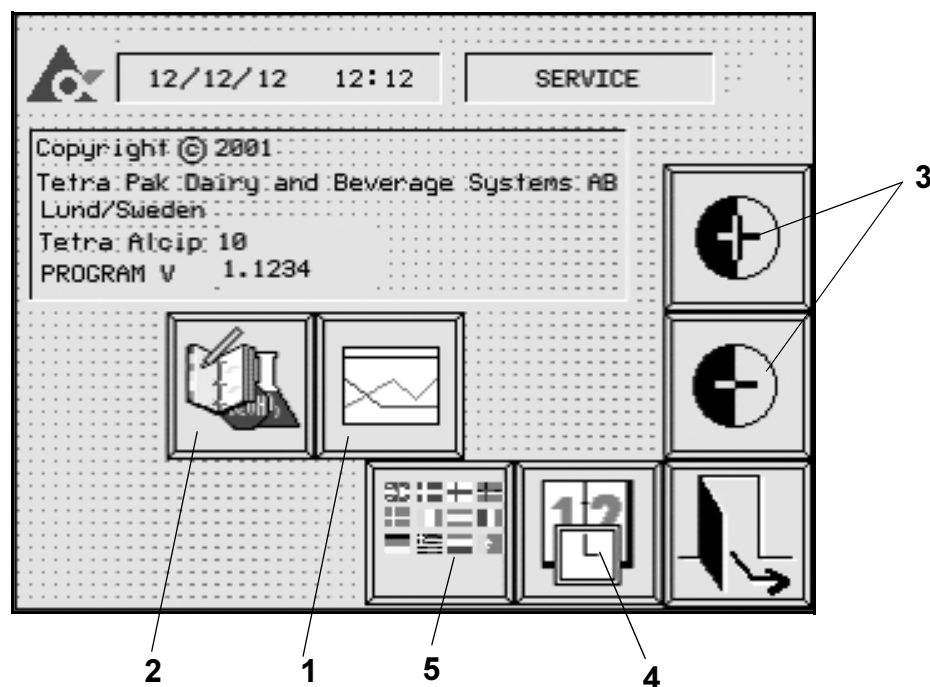 12/12/12 12:12 SERVICE
Copyright © 2001
Tetra Pak Dairy and Beverage Systems AB
Lund/Sweden
Tetra Alcip 10
PROGRAM V 1.1234
3
12
2 1 5 4